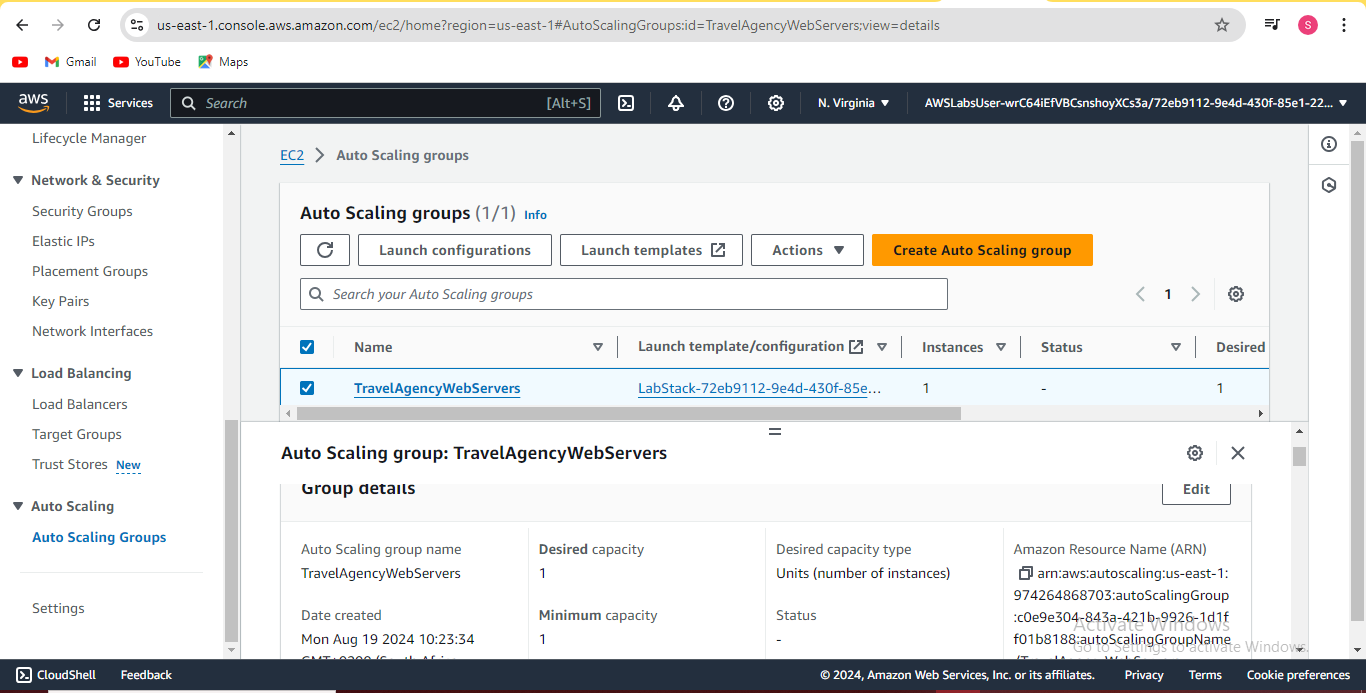 us-east-1.console.aws.amazon.com/ec2/home?region=us-east-1#AutoScalingGroups:id=TravelAgencyWebServers;view=details
S
Gmail YouTube Maps
aws Services Search [Alt+S] N. Virginia AWSLabsUser-wrC64iEfVBCsnshoyXCs3a/72eb9112-9e4d-430f-85e1-22...
Lifecycle Manager
Network & Security
Security Groups
Elastic IPs
Placement Groups
Key Pairs
Network Interfaces
Load Balancing
Load Balancers
Target Groups
Trust Stores New
Auto Scaling
Auto Scaling Groups
Settings
EC2 Auto Scaling groups
Auto Scaling groups (1/1) Info
Launch configurations Launch templates Actions Create Auto Scaling group
Search your Auto Scaling groups 1
Name Launch template/configuration Instances Status Desired
TravelAgencyWebServers LabStack-72eb9112-9e4d-430f-85e... 1 - 1
Auto Scaling group: TravelAgencyWebServers
Group details Edit
Auto Scaling group name
TravelAgencyWebServers
Date created
Mon Aug 19 2024 10:23:34
Desired capacity
1
Minimum capacity
1
Desired capacity type
Units (number of instances)
Status
-
Amazon Resource Name (ARN)
arn:aws:autoscaling:us-east-1:
974264868703:autoScalingGroup
:c0e9e304-843a-421b-9926-1d1f
f01b8188:autoScalingGroupName
Activate Windows
Go to Settings to activate Windows.
CloudShell Feedback © 2024, Amazon Web Services, Inc. or its affiliates. Privacy Terms Cookie preferences